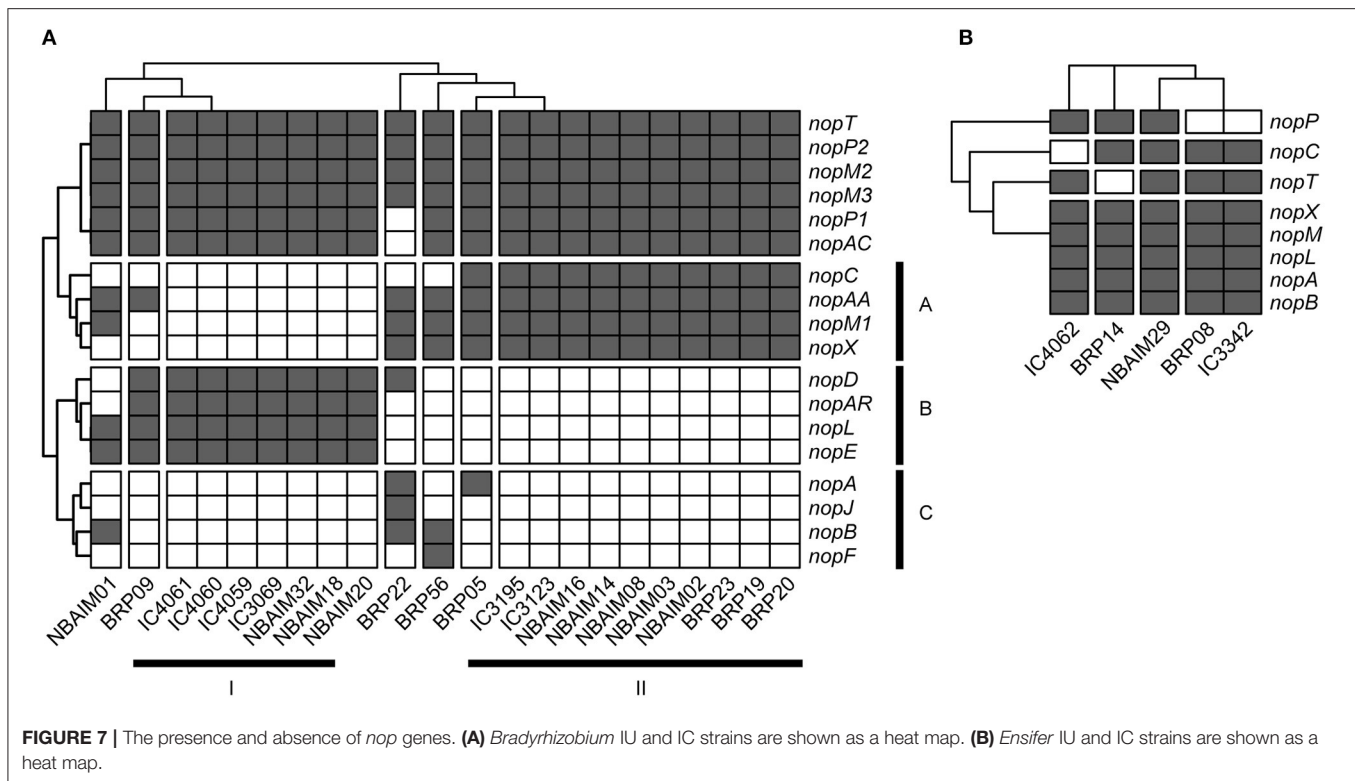 A
B
nopT
nopP2
nopM2
nopM3
nopP1
nopAC
nopC
nopAA
nopM1
nopX
A
nopD
nopAR
nopL
nopE
B
nopA
nopJ
nopB
nopF
C
NBAIM01
BRP09
IC4061
IC4060
IC4059
IC3069
NBAIM32
NBAIM18
NBAIM20
BRP22
BRP56
BRP05
IC3195
IC3123
NBAIM16
NBAIM14
NBAIM08
NBAIM03
NBAIM02
BRP23
BRP19
BRP20
I
II
nopP
nopC
nopT
nopX
nopM
nopL
nopA
nopB
IC4062
BRP14
NBAIM29
BRP08
IC3342
FIGURE 7 | The presence and absence of nop genes. (A) Bradyrhizobium IU and IC strains are shown as a heat map. (B) Ensifer IU and IC strains are shown as a
heat map.